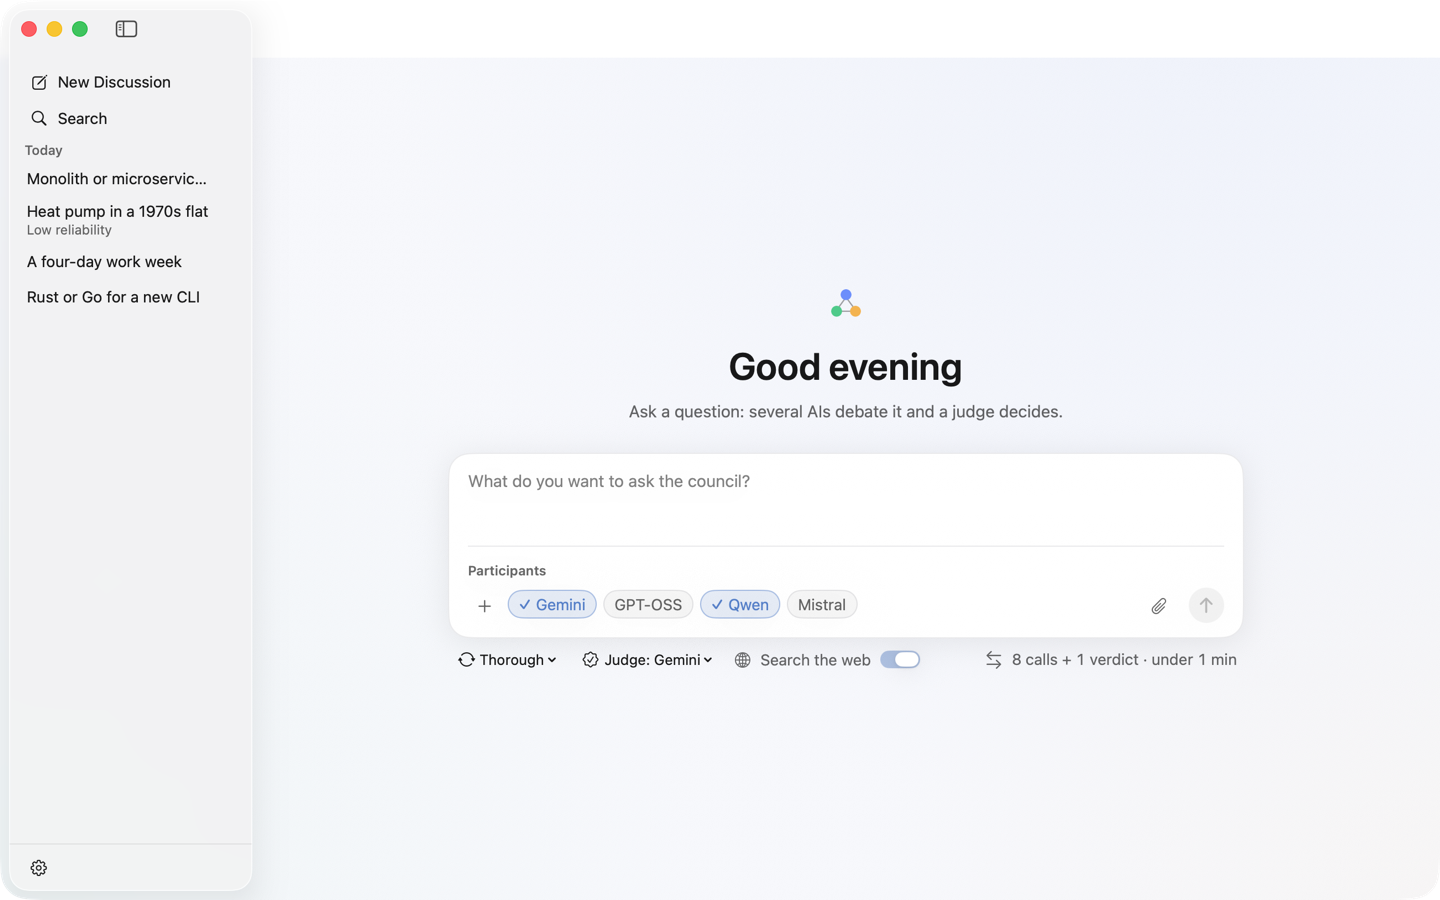 New Discussion
Search
Today
Monolith or microservic...
Heat pump in a 1970s flat
Low reliability
A four-day work week
Rust or Go for a new CLI
Good evening
Ask a question: several AIs debate it and a judge decides.
What do you want to ask the council?
Participants
Gemini GPT-OSS Qwen Mistral
Thorough Judge: Gemini Search the web 8 calls + 1 verdict · under 1 min